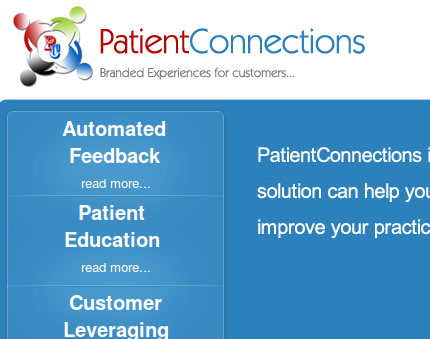 PC
PatientConnections
Branded Experiences for customers...
Automated
Feedback
read more...
Patient
Education
read more...
Customer
Leveraging
PatientConnections
solution can help you
improve your practic